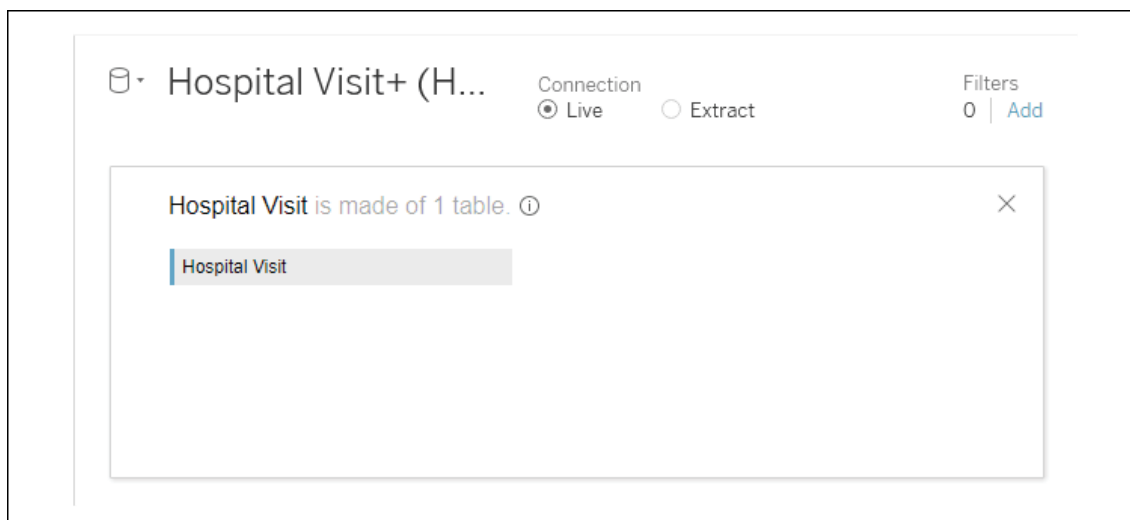 Hospital Visit+ (H...
Connection
Live Extract
Filters
0 Add
Hospital Visit is made of 1 table.
Hospital Visit